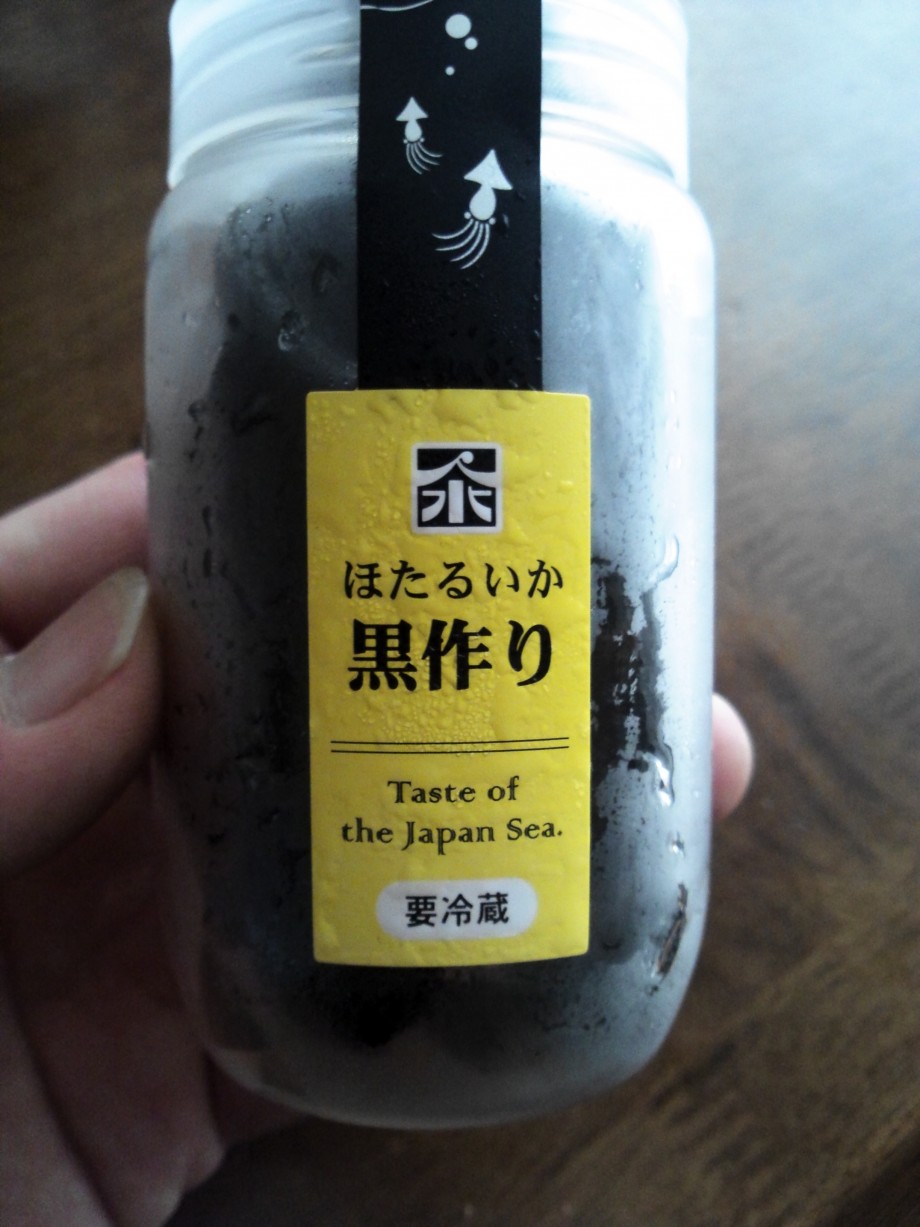 ほたるいか
黒作り
Taste of
the Japan Sea.
要冷蔵